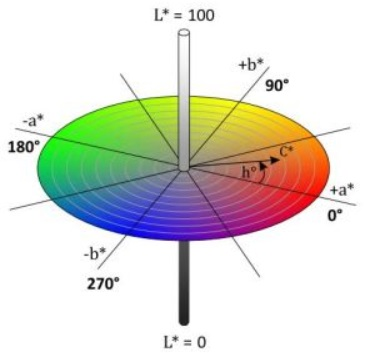 L* = 100
+b*
90°
-a*
180°
C*
h°
+a*
0°
-b*
270°
L* = 0